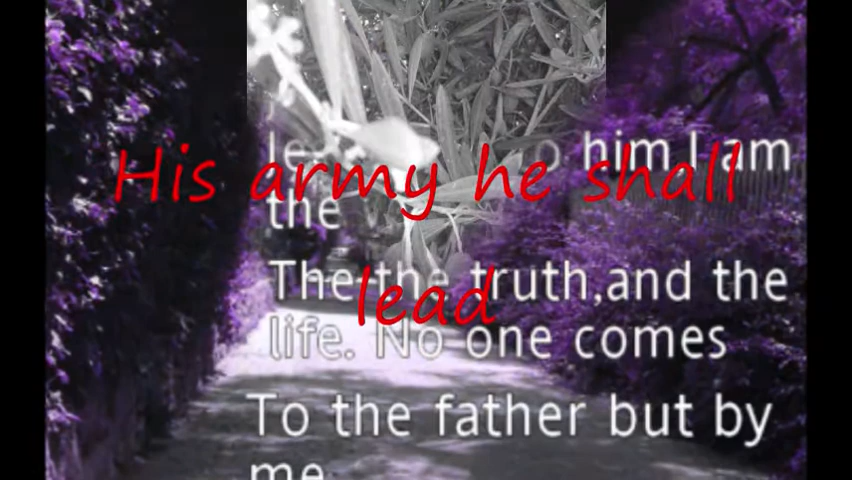 him I am
His army he shall
the
The the truth,and the
lead
life. No one comes
To the father but by
me